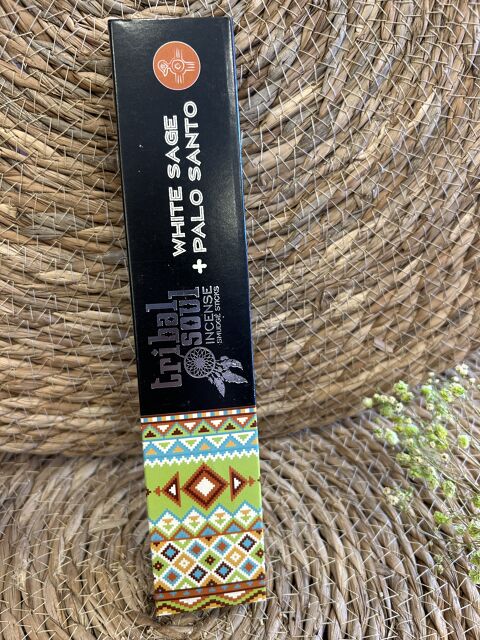 tribal
soul
INCENSE
SMUDGE STICKS
WHITE SAGE
+ PALO SANTO